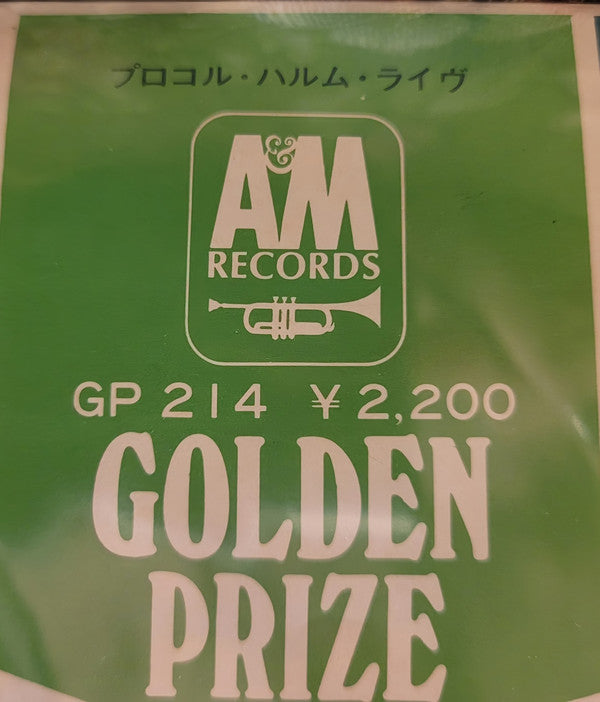 プロコル・ハルム・ライヴ
A&M
RECORDS
GP 214 ¥2,200
GOLDEN
PRIZE